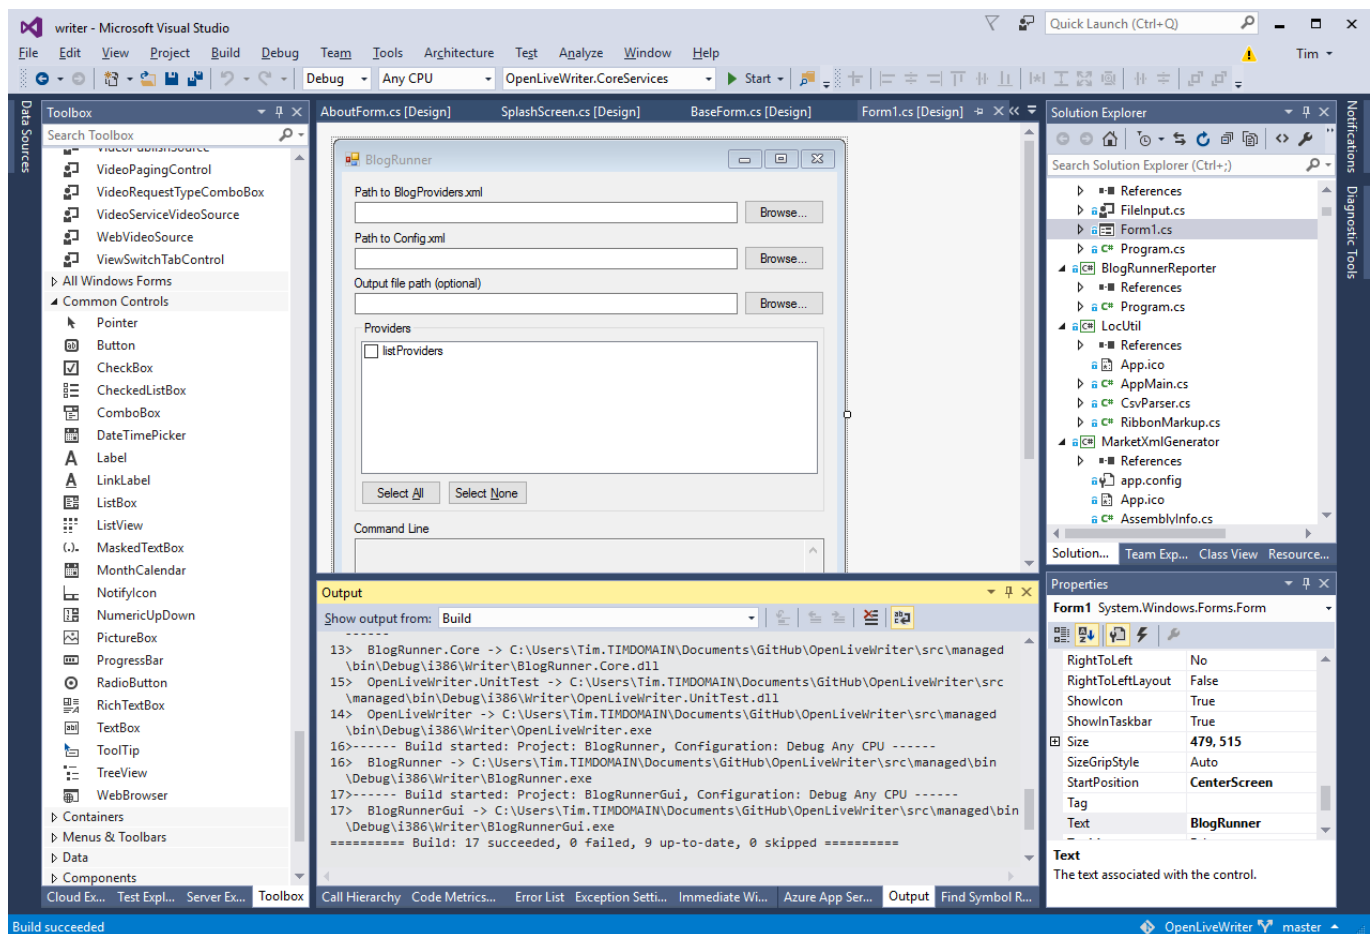 writer - Microsoft Visual Studio
Quick Launch (Ctrl+Q)
File Edit View Project Build Debug Team Tools Architecture Test Analyze Window Help
Tim
Debug Any CPU OpenLiveWriter.CoreServices Start
Data Sources
Toolbox
Search Toolbox
VideoPublishSource
VideoPagingControl
VideoRequestTypeComboBox
VideoServiceVideoSource
WebVideoSource
ViewSwitchTabControl
All Windows Forms
Common Controls
Pointer
Button
CheckBox
CheckedListBox
ComboBox
DateTimePicker
Label
LinkLabel
ListBox
ListView
MaskedTextBox
MonthCalendar
NotifyIcon
NumericUpDown
PictureBox
ProgressBar
RadioButton
RichTextBox
TextBox
ToolTip
TreeView
WebBrowser
Containers
Menus & Toolbars
Data
Components
Cloud Ex... Test Expl... Server Ex... Toolbox
AboutForm.cs [Design] SplashScreen.cs [Design] BaseForm.cs [Design] Form1.cs [Design]
BlogRunner
Path to BlogProviders.xml
Browse...
Path to Config.xml
Browse...
Output file path (optional)
Browse...
Providers
listProviders
Select All Select None
Command Line
Output
Show output from: Build
------
13> BlogRunner.Core -> C:\Users\Tim.TIMDOMAIN\Documents\GitHub\OpenLiveWriter\src\managed
\bin\Debug\i386\Writer\BlogRunner.Core.dll
15> OpenLiveWriter.UnitTest -> C:\Users\Tim.TIMDOMAIN\Documents\GitHub\OpenLiveWriter\src
\managed\bin\Debug\i386\Writer\OpenLiveWriter.UnitTest.dll
14> OpenLiveWriter -> C:\Users\Tim.TIMDOMAIN\Documents\GitHub\OpenLiveWriter\src\managed
\bin\Debug\i386\Writer\OpenLiveWriter.exe
16>------ Build started: Project: BlogRunner, Configuration: Debug Any CPU ------
16> BlogRunner -> C:\Users\Tim.TIMDOMAIN\Documents\GitHub\OpenLiveWriter\src\managed\bin
\Debug\i386\Writer\BlogRunner.exe
17>------ Build started: Project: BlogRunnerGui, Configuration: Debug Any CPU ------
17> BlogRunnerGui -> C:\Users\Tim.TIMDOMAIN\Documents\GitHub\OpenLiveWriter\src\managed\bin
\Debug\i386\Writer\BlogRunnerGui.exe
========== Build: 17 succeeded, 0 failed, 9 up-to-date, 0 skipped ==========
Call Hierarchy Code Metrics... Error List Exception Setti... Immediate Wi... Azure App Ser... Output Find Symbol R...
Solution Explorer
Search Solution Explorer (Ctrl+;)
References
FileInput.cs
Form1.cs
C# Program.cs
C# BlogRunnerReporter
References
C# Program.cs
C# LocUtil
References
App.ico
C# AppMain.cs
C# CsvParser.cs
C# RibbonMarkup.cs
C# MarketXmlGenerator
References
app.config
App.ico
C# AssemblyInfo.cs
Solution... Team Exp... Class View Resource...
Properties
Form1 System.Windows.Forms.Form
RightToLeft No
RightToLeftLayout False
ShowIcon True
ShowInTaskbar True
Size 479, 515
SizeGripStyle Auto
StartPosition CenterScreen
Tag
Text BlogRunner
Text
The text associated with the control.
Notifications
Diagnostic Tools
Build succeeded
OpenLiveWriter master